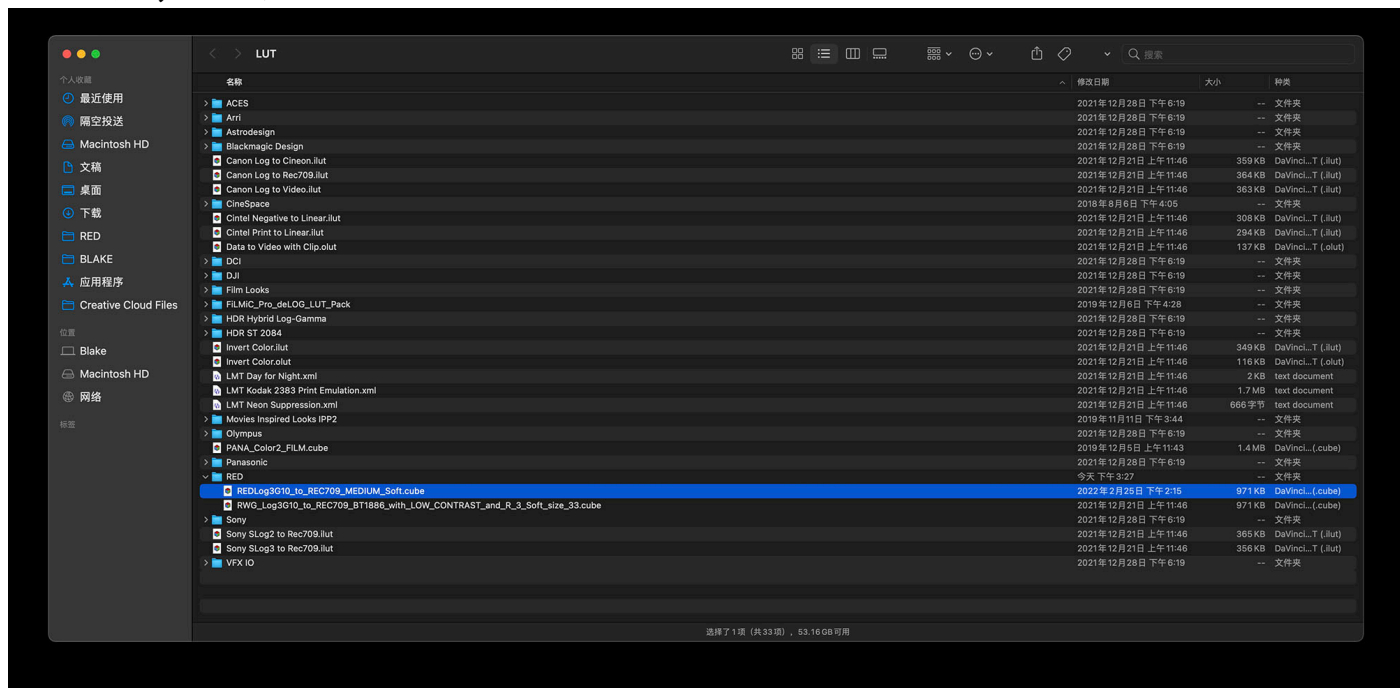 LUT
搜索
个人收藏
最近使用
隔空投送
Macintosh HD
文稿
桌面
下载
RED
BLAKE
应用程序
Creative Cloud Files
位置
Blake
Macintosh HD
网络
标签
名称 修改日期 大小 种类
ACES 2021年12月28日 下午6:19 -- 文件夹
Arri 2021年12月28日 下午6:19 -- 文件夹
Astrodesign 2021年12月28日 下午6:19 -- 文件夹
Blackmagic Design 2021年12月28日 下午6:19 -- 文件夹
Canon Log to Cineon.ilut 2021年12月21日 上午11:46 359 KB DaVinci...T (.ilut)
Canon Log to Rec709.ilut 2021年12月21日 上午11:46 364 KB DaVinci...T (.ilut)
Canon Log to Video.ilut 2021年12月21日 上午11:46 363 KB DaVinci...T (.ilut)
CineSpace 2018年8月6日 下午4:05 -- 文件夹
Cintel Negative to Linear.ilut 2021年12月21日 上午11:46 308 KB DaVinci...T (.ilut)
Cintel Print to Linear.ilut 2021年12月21日 上午11:46 294 KB DaVinci...T (.ilut)
Data to Video with Clip.olut 2021年12月21日 上午11:46 137 KB DaVinci...T (.olut)
DCI 2021年12月28日 下午6:19 -- 文件夹
DJI 2021年12月28日 下午6:19 -- 文件夹
Film Looks 2021年12月28日 下午6:19 -- 文件夹
FiLMiC_Pro_deLOG_LUT_Pack 2019年12月6日 下午4:28 -- 文件夹
HDR Hybrid Log-Gamma 2021年12月28日 下午6:19 -- 文件夹
HDR ST 2084 2021年12月28日 下午6:19 -- 文件夹
Invert Color.ilut 2021年12月21日 上午11:46 349 KB DaVinci...T (.ilut)
Invert Color.olut 2021年12月21日 上午11:46 116 KB DaVinci...T (.olut)
LMT Day for Night.xml 2021年12月21日 上午11:46 2 KB text document
LMT Kodak 2383 Print Emulation.xml 2021年12月21日 上午11:46 1.7 MB text document
LMT Neon Suppression.xml 2021年12月21日 上午11:46 666 字节 text document
Movies Inspired Looks IPP2 2019年11月11日 下午3:44 -- 文件夹
Olympus 2021年12月28日 下午6:19 -- 文件夹
PANA_Color2_FILM.cube 2019年12月5日 上午11:43 1.4 MB DaVinci...(.cube)
Panasonic 2021年12月28日 下午6:19 -- 文件夹
RED 今天 下午3:27 -- 文件夹
REDLog3G10_to_REC709_MEDIUM_Soft.cube 2022年2月25日 下午2:15 971 KB DaVinci...(.cube)
RWG_Log3G10_to_REC709_BT1886_with_LOW_CONTRAST_and_R_3_Soft_size_33.cube 2021年12月21日 上午11:46 971 KB DaVinci...(.cube)
Sony 2021年12月28日 下午6:19 -- 文件夹
Sony SLog2 to Rec709.ilut 2021年12月21日 上午11:46 365 KB DaVinci...T (.ilut)
Sony SLog3 to Rec709.ilut 2021年12月21日 上午11:46 356 KB DaVinci...T (.ilut)
VFX IO 2021年12月28日 下午6:19 -- 文件夹
选择了1项（共33项），53.16 GB 可用